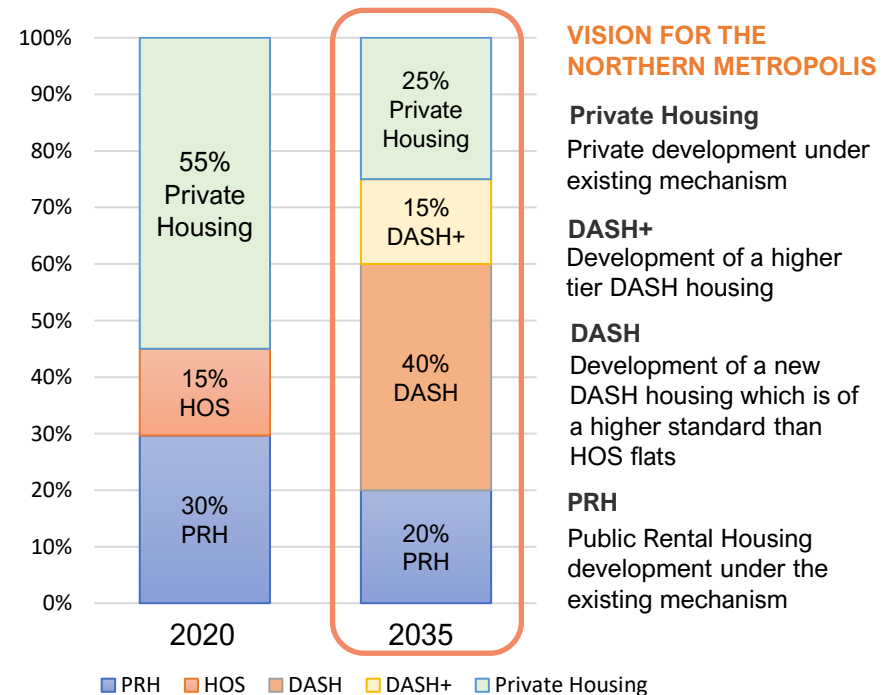 100%
90%
80%
70%
60%
50%
40%
30%
20%
10%
0%
55%
Private
Housing
15%
HOS
30%
PRH
2020
25%
Private
Housing
15%
DASH+
40%
DASH
20%
PRH
2035
PRH HOS DASH DASH+ Private Housing
VISION FOR THE
NORTHERN METROPOLIS
Private Housing
Private development under
existing mechanism
DASH+
Development of a higher
tier DASH housing
DASH
Development of a new
DASH housing which is of
a higher standard than
HOS flats
PRH
Public Rental Housing
development under the
existing mechanism